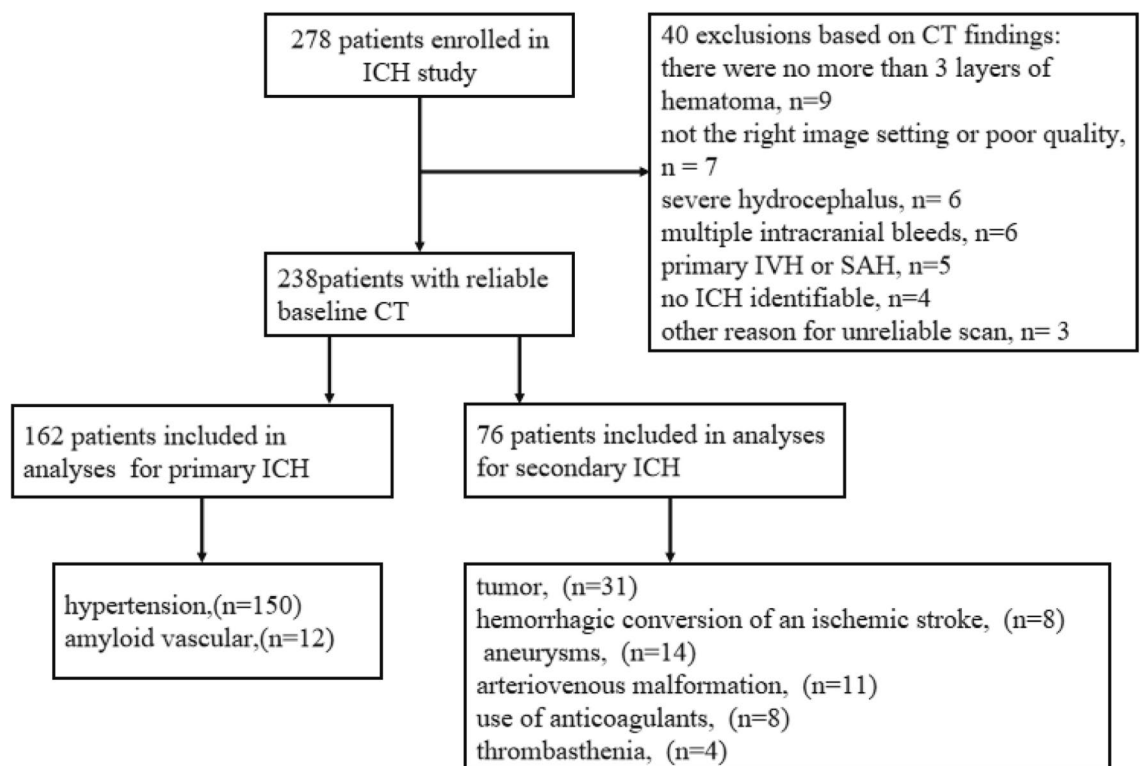 278 patients enrolled in
ICH study
40 exclusions based on CT findings:
there were no more than 3 layers of
hematoma, n=9
not the right image setting or poor quality,
n = 7
severe hydrocephalus, n= 6
multiple intracranial bleeds, n=6
primary IVH or SAH, n=5
no ICH identifiable, n=4
other reason for unreliable scan, n= 3
238patients with reliable
baseline CT
162 patients included in
analyses for primary ICH
76 patients included in analyses
for secondary ICH
hypertension,(n=150)
amyloid vascular,(n=12)
tumor, (n=31)
hemorrhagic conversion of an ischemic stroke, (n=8)
aneurysms, (n=14)
arteriovenous malformation, (n=11)
use of anticoagulants, (n=8)
thrombasthenia, (n=4)